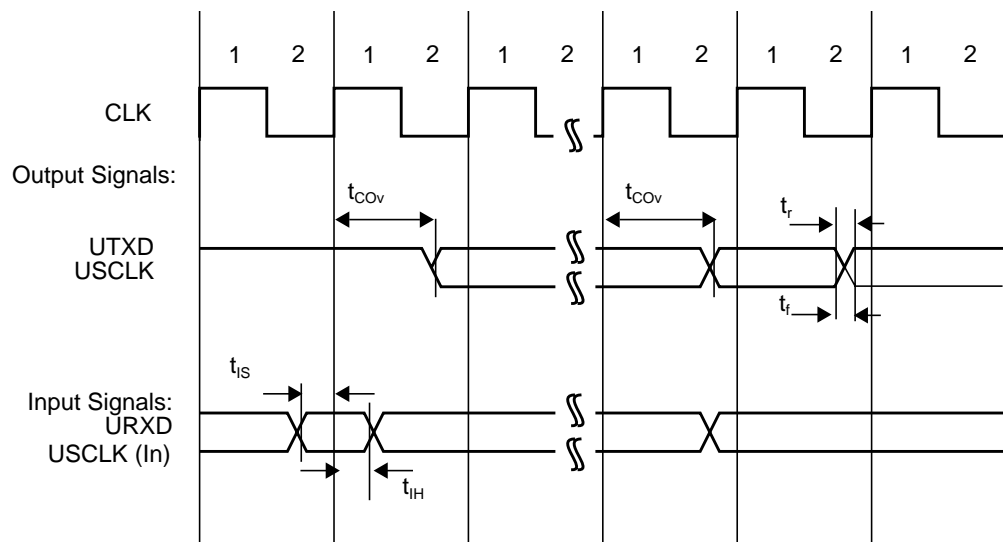 1 2 1 2 1 2 1 2 1 2 1 2
CLK
Output Signals:
tCOv tCOv tr
UTXD
USCLK
tf
tIS
Input Signals:
URXD
USCLK (In)
tIH